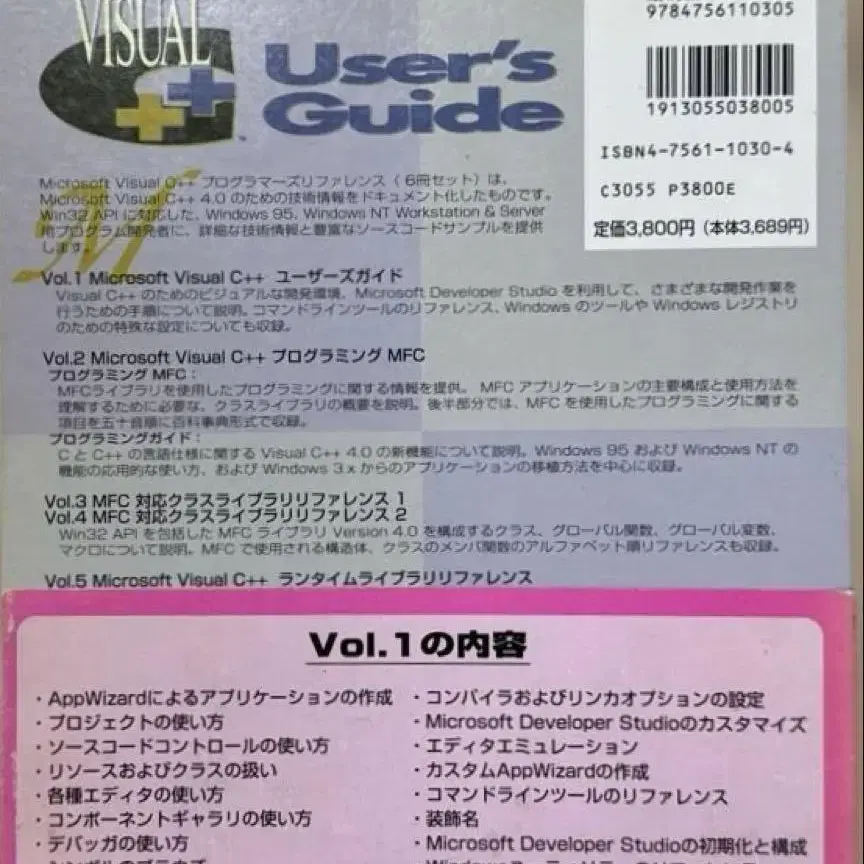 VISUAL
C++
User's
Guide
9784756110305
1913055038005
ISBN4-7561-1030-4
C3055 P3800E
定価3,800円 (本体3,689円)
Microsoft Visual C++ プログラマーズリファレンス(6冊セット)は、
Microsoft Visual C++ 4.0 のための技術情報をドキュメント化したものです。
Win32 API に対応した、Windows 95、Windows NT Workstation & Server
用プログラム開発者に、詳細な技術情報と豊富なソースコードサンプルを提供
します。
Vol.1 Microsoft Visual C++ ユーザーズガイド
Visual C++ のためのビジュアルな開発環境、Microsoft Developer Studio を利用して、さまざまな開発作業を
行うための手順について説明。コマンドラインツールのリファレンス、Windows のツールや Windows レジストリ
のための特殊な設定についても収録。
Vol.2 Microsoft Visual C++ プログラミング MFC
プログラミング MFC:
MFCライブラリを使用したプログラミングに関する情報を提供。 MFC アプリケーションの主要構成と使用方法を
理解するために必要な、クラスライブラリの概要を説明。後半部分では、MFC を使用したプログラミングに関する
項目を五十音順に百科事典形式で収録。
プログラミングガイド:
C と C++ の言語仕様に関する Visual C++ 4.0 の新機能について説明。Windows 95 および Windows NT の
機能の応用的な使い方、および Windows 3.x からのアプリケーションの移植方法を中心に収録。
Vol.3 MFC 対応クラスライブラリリファレンス 1
Vol.4 MFC 対応クラスライブラリリファレンス 2
Win32 API を包括した MFC ライブラリ Version 4.0 を構成するクラス、グローバル関数、グローバル変数、
マクロについて説明。MFC で使用される構造体、クラスのメンバ関数のアルファベット順リファレンスも収録。
Vol.5 Microsoft Visual C++ ランタイムライブラリリファレンス
Vol.1の内容
・AppWizardによるアプリケーションの作成
・プロジェクトの使い方
・ソースコードコントロールの使い方
・リソースおよびクラスの扱い
・各種エディタの使い方
・コンポーネントギャラリの使い方
・デバッガの使い方
・コンパイラおよびリンカオプションの設定
・Microsoft Developer Studioのカスタマイズ
・エディタエミュレーション
・カスタムAppWizardの作成
・コマンドラインツールのリファレンス
・装飾名
・Microsoft Developer Studioの初期化と構成